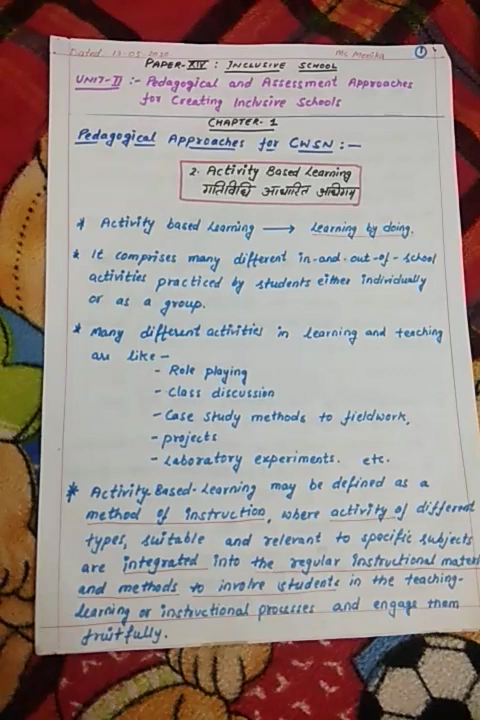 Dated 13-05-2020 Ms Monika 1
PAPER-XIV : INCLUSIVE SCHOOL
UNIT-II :- Pedagogical and Assessment Approaches
for Creating Inclusive Schools
CHAPTER-1
Pedagogical Approaches for CWSN :-
2. Activity Based Learning
गतिविधि आधारित अधिगम
* Activity based learning → Learning by doing.
* It comprises many different in-and-out-of-school
activities practiced by students either individually
or as a group.
* Many different activities in learning and teaching
are like -
- Role playing
- Class discussion
- Case study methods to fieldwork,
- projects
- Laboratory experiments. etc.
* Activity-Based-Learning may be defined as a
method of instruction, where activity of different
types, suitable and relevant to specific subjects
are integrated into the regular instructional materi
and methods to involve students in the teaching-
learning or instructional processes and engage them
fruitfully.